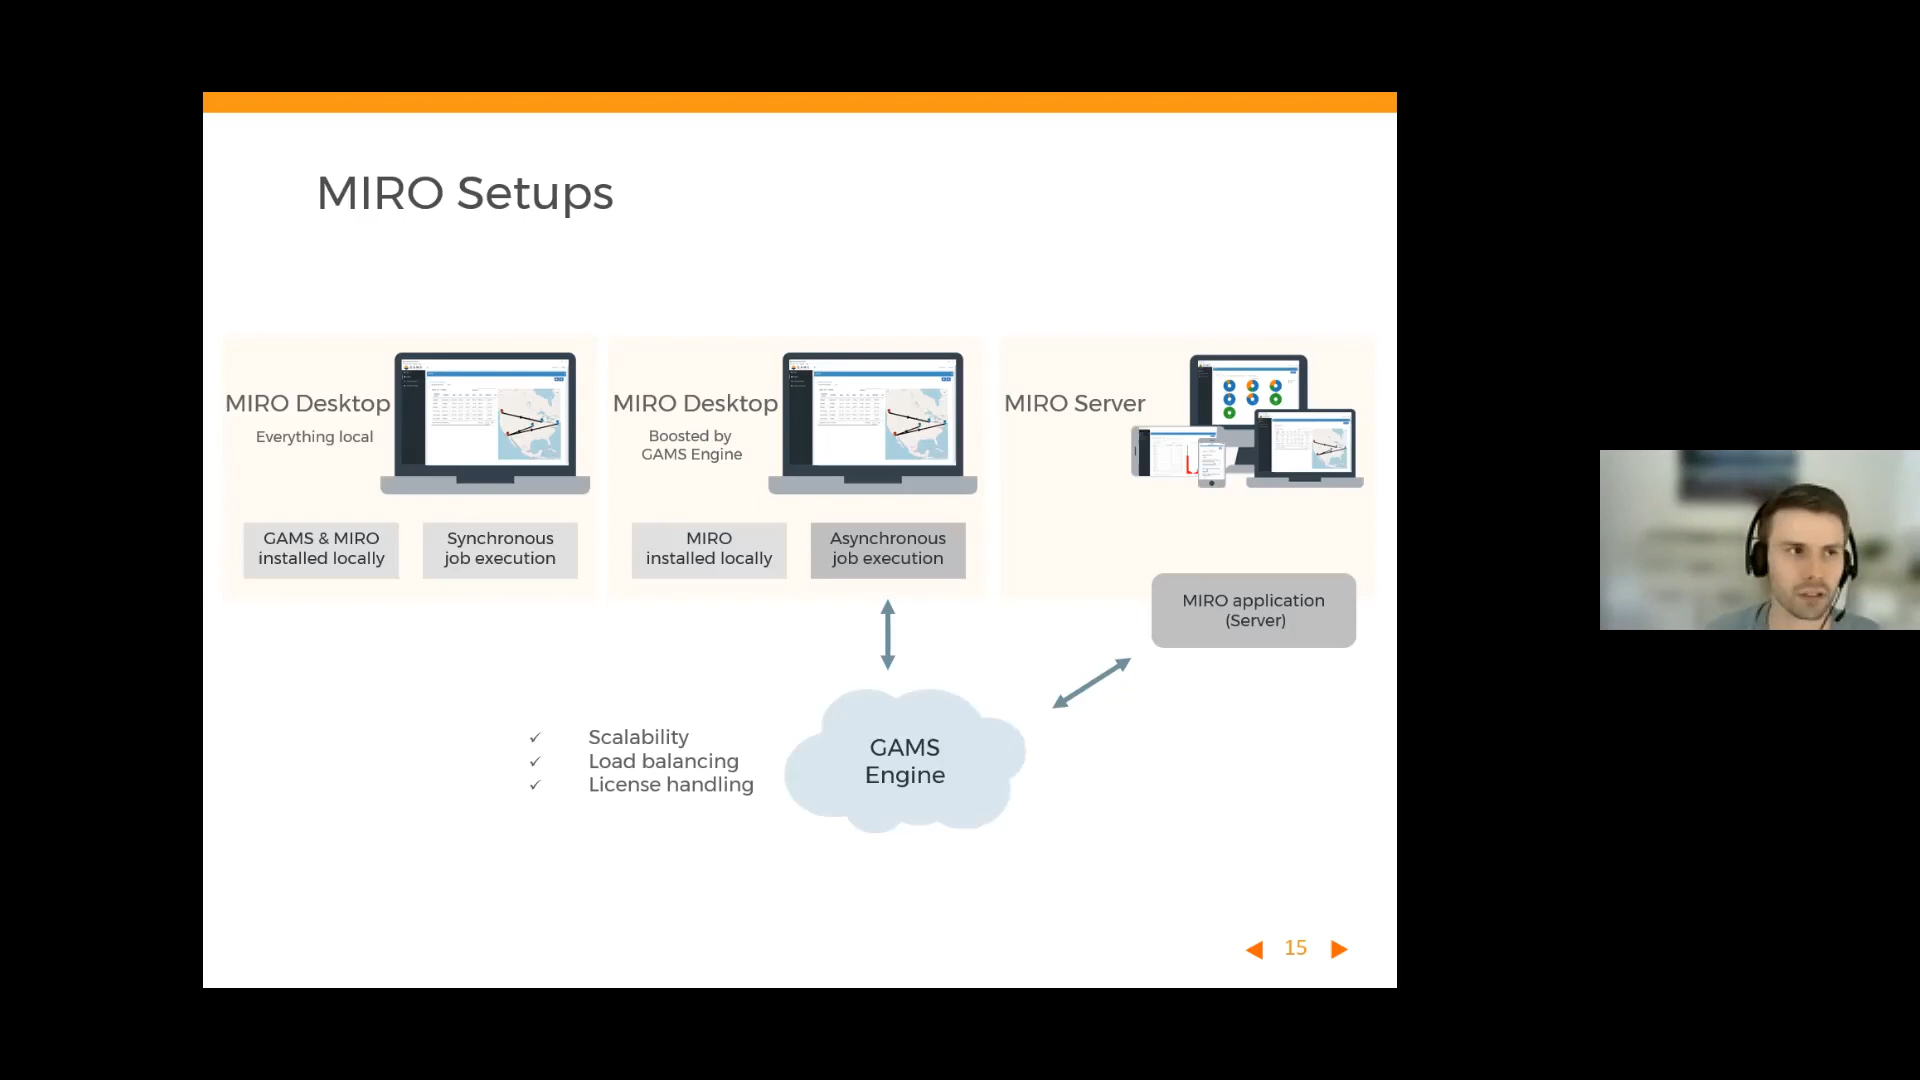 MIRO Setups
MIRO Desktop
Everything local
GAMS & MIRO
installed locally
Synchronous
job execution
MIRO Desktop
Boosted by
GAMS Engine
MIRO
installed locally
Asynchronous
job execution
MIRO Server
MIRO application
(Server)
✓ Scalability
✓ Load balancing
✓ License handling
GAMS
Engine
15